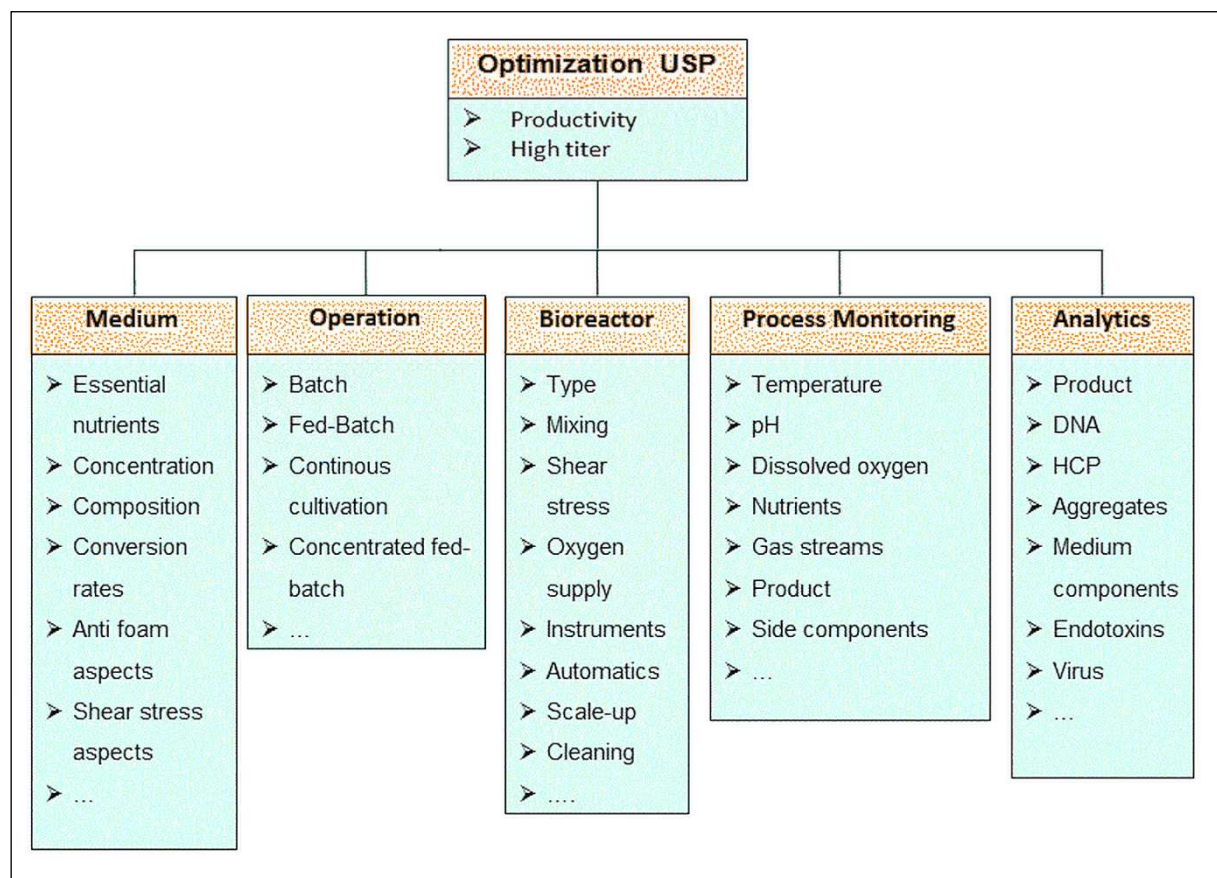 Optimization USP
➢ Productivity
➢ High titer
Medium
➢ Essential
nutrients
➢ Concentration
➢ Composition
➢ Conversion
rates
➢ Anti foam
aspects
➢ Shear stress
aspects
➢ ...
Operation
➢ Batch
➢ Fed-Batch
➢ Continous
cultivation
➢ Concentrated fed-
batch
➢ ...
Bioreactor
➢ Type
➢ Mixing
➢ Shear
stress
➢ Oxygen
supply
➢ Instruments
➢ Automatics
➢ Scale-up
➢ Cleaning
➢ ....
Process Monitoring
➢ Temperature
➢ pH
➢ Dissolved oxygen
➢ Nutrients
➢ Gas streams
➢ Product
➢ Side components
➢ ...
Analytics
➢ Product
➢ DNA
➢ HCP
➢ Aggregates
➢ Medium
components
➢ Endotoxins
➢ Virus
➢ ...